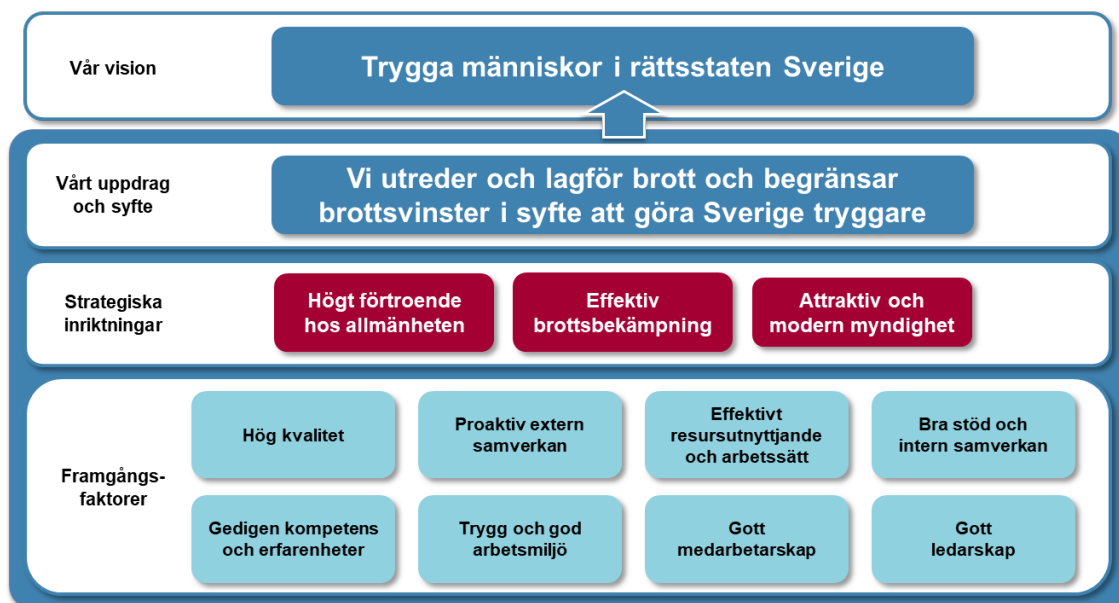 Vår vision
Trygga människor i rättsstaten Sverige
Vårt uppdrag
och syfte
Vi utreder och lagför brott och begränsar
brottsvinster i syfte att göra Sverige tryggare
Strategiska
inriktningar
Högt förtroende
hos allmänheten
Effektiv
brottsbekämpning
Attraktiv och
modern myndighet
Framgångs-
faktorer
Hög kvalitet
Proaktiv extern
samverkan
Effektivt
resursutnyttjande
och arbetssätt
Bra stöd och
intern samverkan
Gedigen kompetens
och erfarenheter
Trygg och god
arbetsmiljö
Gott
medarbetarskap
Gott
ledarskap